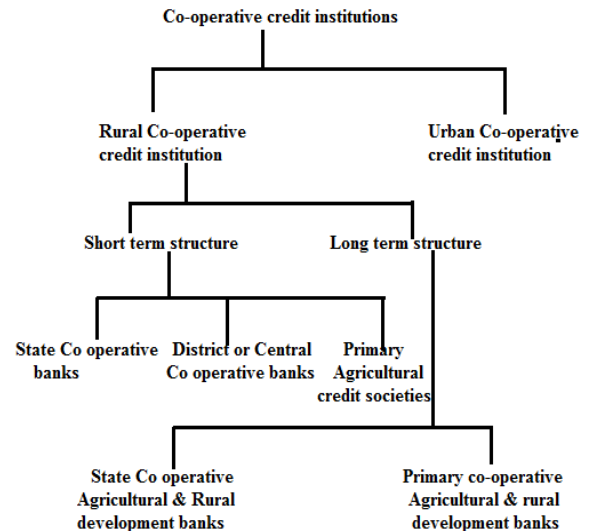 Co-operative credit institutions
Rural Co-operative
credit institution
Urban Co-operative
credit institution
Short term structure
Long term structure
State Co operative
banks
District or Central
Co operative banks
Primary
Agricultural
credit societies
State Co operative
Agricultural & Rural
development banks
Primary co-operative
Agricultural & rural
development banks